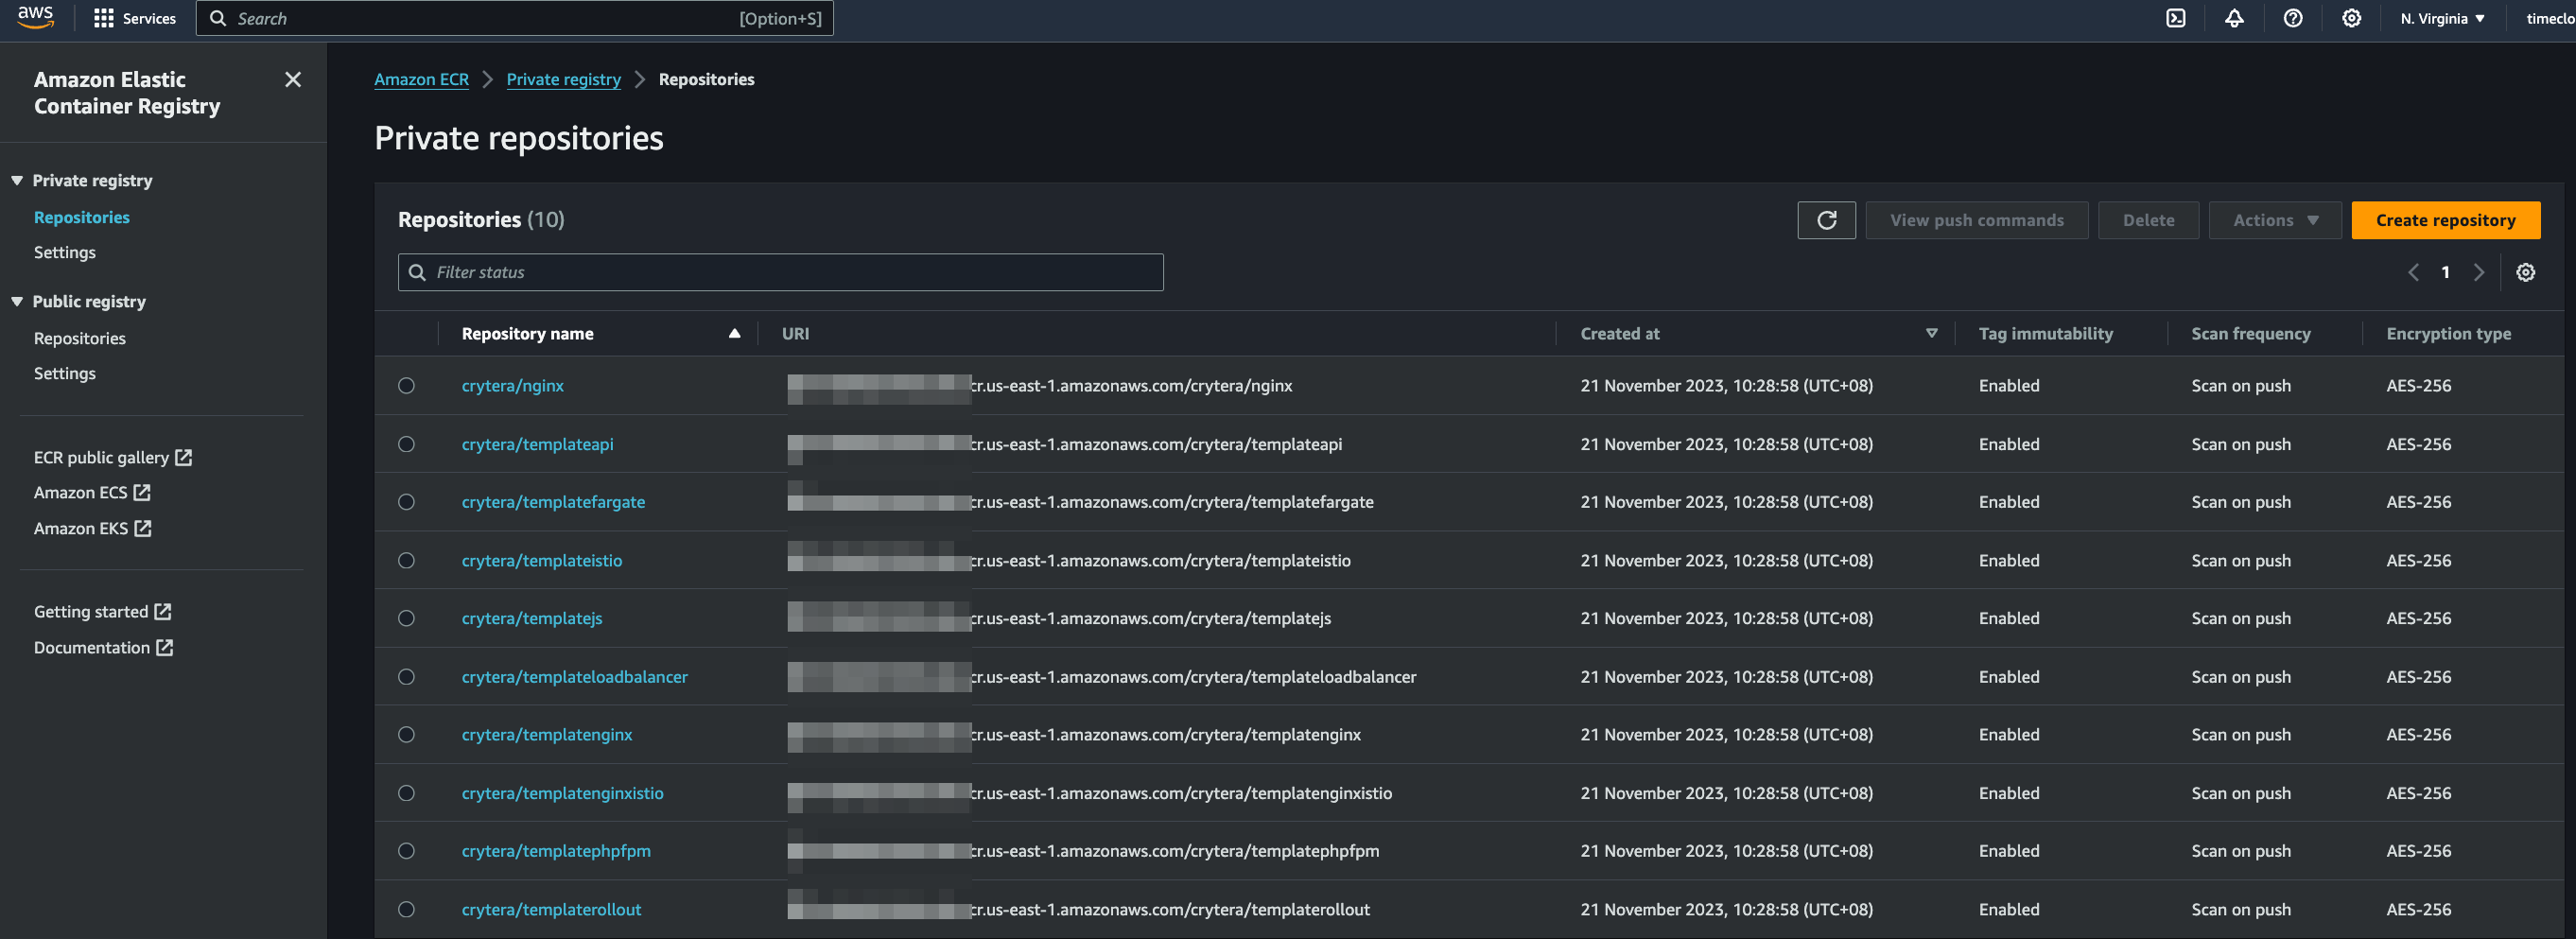 aws Services Search [Option+S] N. Virginia timeclo
Amazon Elastic
Container Registry
Private registry
Repositories
Settings
Public registry
Repositories
Settings
ECR public gallery
Amazon ECS
Amazon EKS
Getting started
Documentation
Amazon ECR Private registry Repositories
Private repositories
Repositories (10) View push commands Delete Actions Create repository
Filter status 1
Repository name URI Created at Tag immutability Scan frequency Encryption type
crytera/nginx cr.us-east-1.amazonaws.com/crytera/nginx 21 November 2023, 10:28:58 (UTC+08) Enabled Scan on push AES-256
crytera/templateapi cr.us-east-1.amazonaws.com/crytera/templateapi 21 November 2023, 10:28:58 (UTC+08) Enabled Scan on push AES-256
crytera/templatefargate cr.us-east-1.amazonaws.com/crytera/templatefargate 21 November 2023, 10:28:58 (UTC+08) Enabled Scan on push AES-256
crytera/templateistio cr.us-east-1.amazonaws.com/crytera/templateistio 21 November 2023, 10:28:58 (UTC+08) Enabled Scan on push AES-256
crytera/templatejs cr.us-east-1.amazonaws.com/crytera/templatejs 21 November 2023, 10:28:58 (UTC+08) Enabled Scan on push AES-256
crytera/templateloadbalancer cr.us-east-1.amazonaws.com/crytera/templateloadbalancer 21 November 2023, 10:28:58 (UTC+08) Enabled Scan on push AES-256
crytera/templatenginx cr.us-east-1.amazonaws.com/crytera/templatenginx 21 November 2023, 10:28:58 (UTC+08) Enabled Scan on push AES-256
crytera/templatenginxistio cr.us-east-1.amazonaws.com/crytera/templatenginxistio 21 November 2023, 10:28:58 (UTC+08) Enabled Scan on push AES-256
crytera/templatephpfpm cr.us-east-1.amazonaws.com/crytera/templatephpfpm 21 November 2023, 10:28:58 (UTC+08) Enabled Scan on push AES-256
crytera/templaterollout cr.us-east-1.amazonaws.com/crytera/templaterollout 21 November 2023, 10:28:58 (UTC+08) Enabled Scan on push AES-256